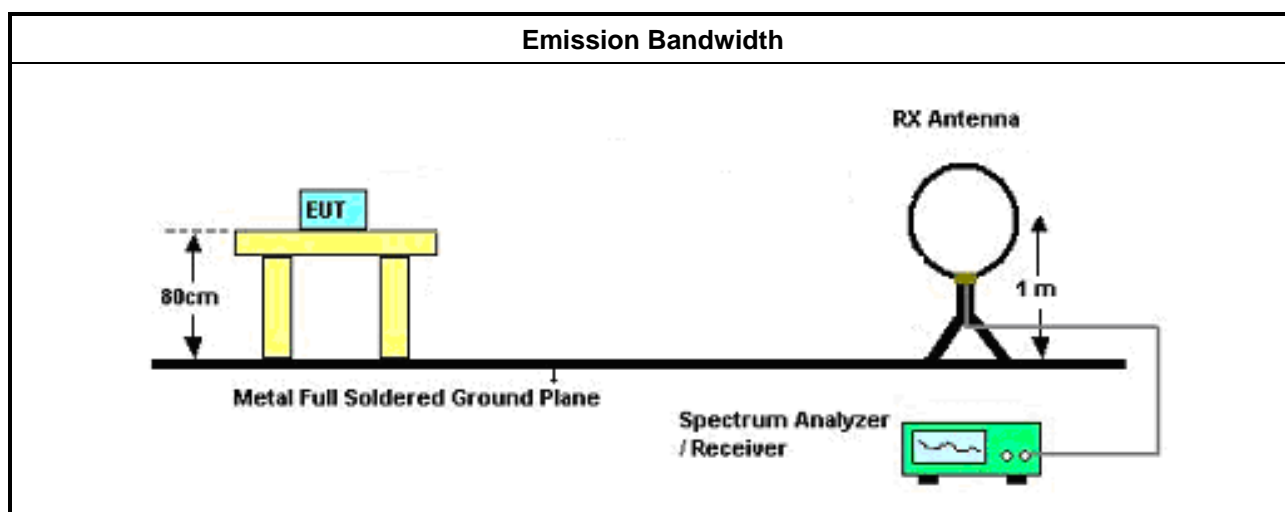 Emission Bandwidth
RX Antenna
EUT
80cm
1 m
Metal Full Soldered Ground Plane
Spectrum Analyzer
/ Receiver